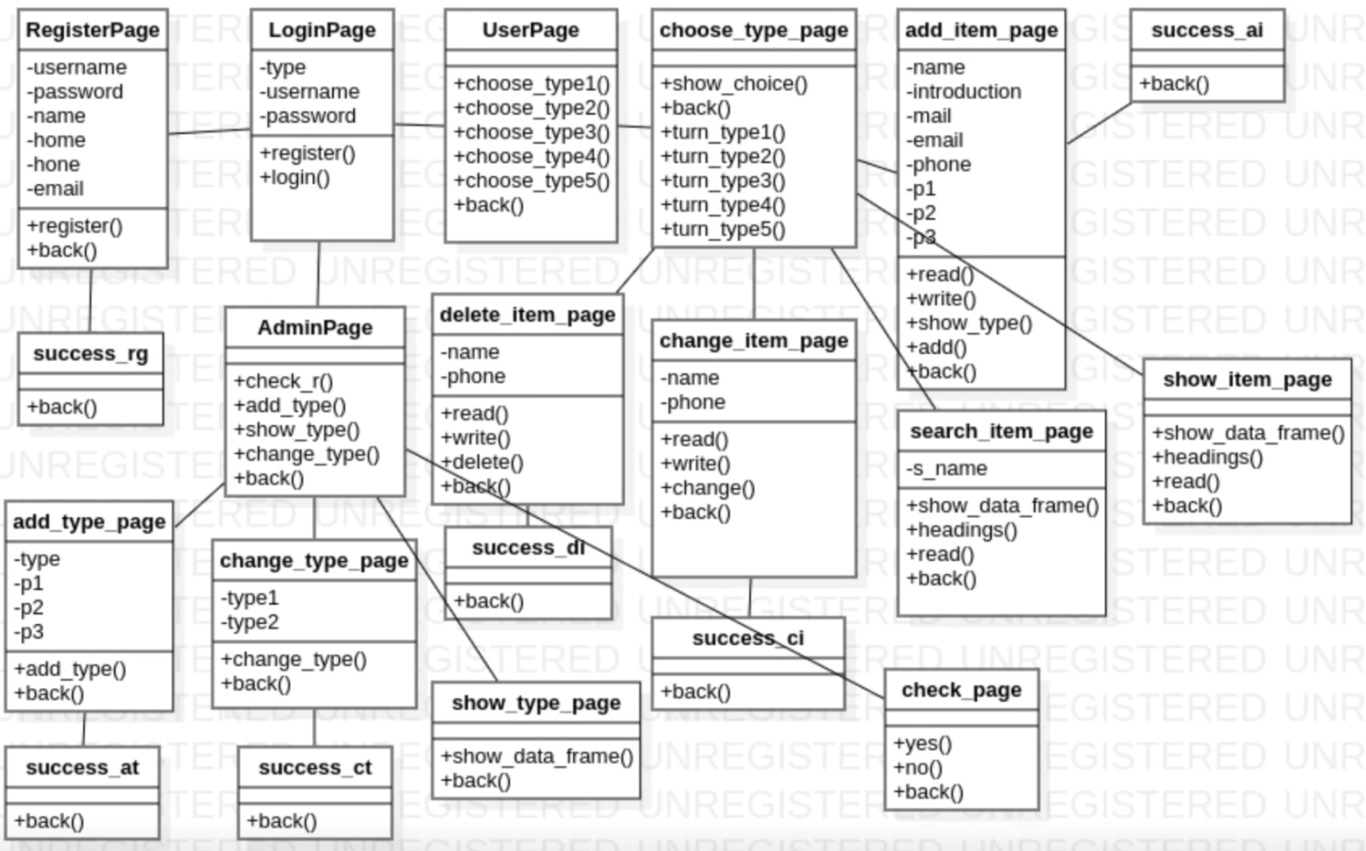 RegisterPage
-username
-password
-name
-home
-hone
-email
+register()
+back()
LoginPage
-type
-username
-password
+register()
+login()
UserPage
+choose_type1()
+choose_type2()
+choose_type3()
+choose_type4()
+choose_type5()
+back()
choose_type_page
+show_choice()
+back()
+turn_type1()
+turn_type2()
+turn_type3()
+turn_type4()
+turn_type5()
add_item_page
-name
-introduction
-mail
-email
-phone
-p1
-p2
-p3
+read()
+write()
+show_type()
+add()
+back()
success_ai
+back()
success_rg
+back()
AdminPage
+check_r()
+add_type()
+show_type()
+change_type()
+back()
delete_item_page
-name
-phone
+read()
+write()
+delete()
+back()
change_item_page
-name
-phone
+read()
+write()
+change()
+back()
search_item_page
-s_name
+show_data_frame()
+headings()
+read()
+back()
show_item_page
+show_data_frame()
+headings()
+read()
+back()
add_type_page
-type
-p1
-p2
-p3
+add_type()
+back()
change_type_page
-type1
-type2
+change_type()
+back()
success_di
+back()
success_ci
+back()
show_type_page
+show_data_frame()
+back()
check_page
+yes()
+no()
+back()
success_at
+back()
success_ct
+back()
UNREGISTERED